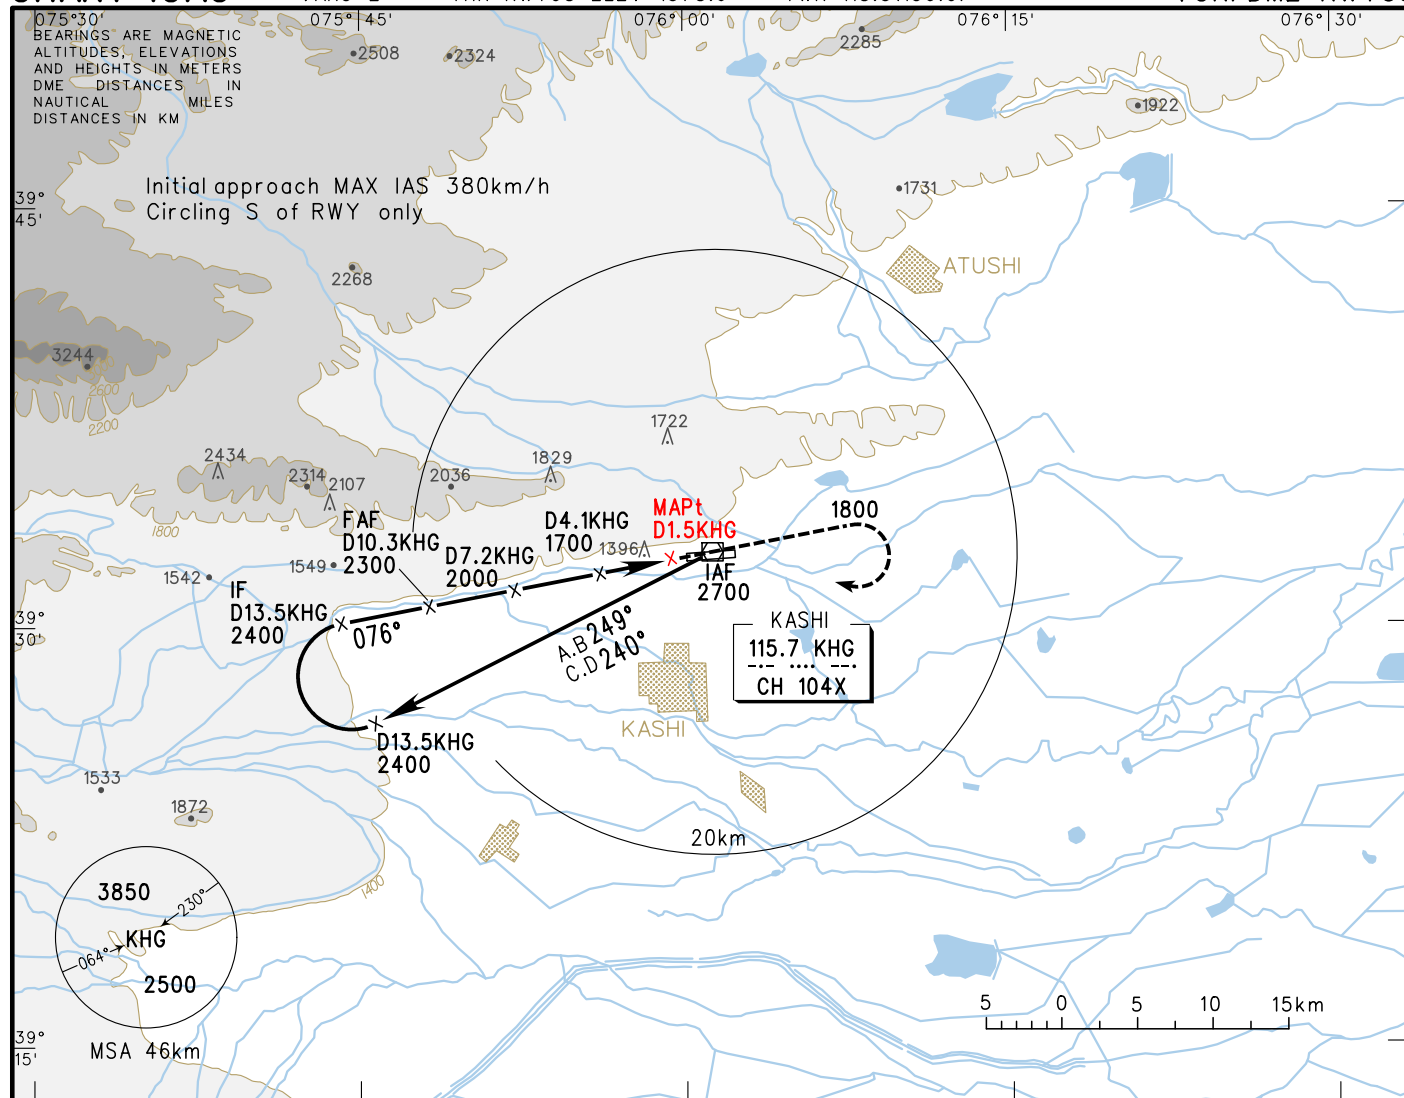 075°30'
075°45'
076°00'
076°15'
076°30'
BEARINGS ARE MAGNETIC
ALTITUDES, ELEVATIONS
AND HEIGHTS IN METERS
DME DISTANCES IN
NAUTICAL MILES
DISTANCES IN KM
2508
2324
2285
1922
Initial approach MAX IAS 380km/h
Circling S of RWY only
1731
39°
45'
2268
ATUSHI
3244
2600
2200
1722
2434
2314
2107
2036
1829
1800
FAF
D10.3KHG
2300
D4.1KHG
1700
MAPt
D1.5KHG
1800
1396
D7.2KHG
2000
1549
1542
IF
D13.5KHG
2400
IAF
2700
39°
30'
076°
A.B 249°
C.D 240°
KASHI
115.7 KHG
–·– ···· ––·
CH 104X
KASHI
D13.5KHG
2400
1533
1872
20km
1400
3850
230°
KHG
064°
2500
5 0 5 10 15km
39°
15'
MSA 46km